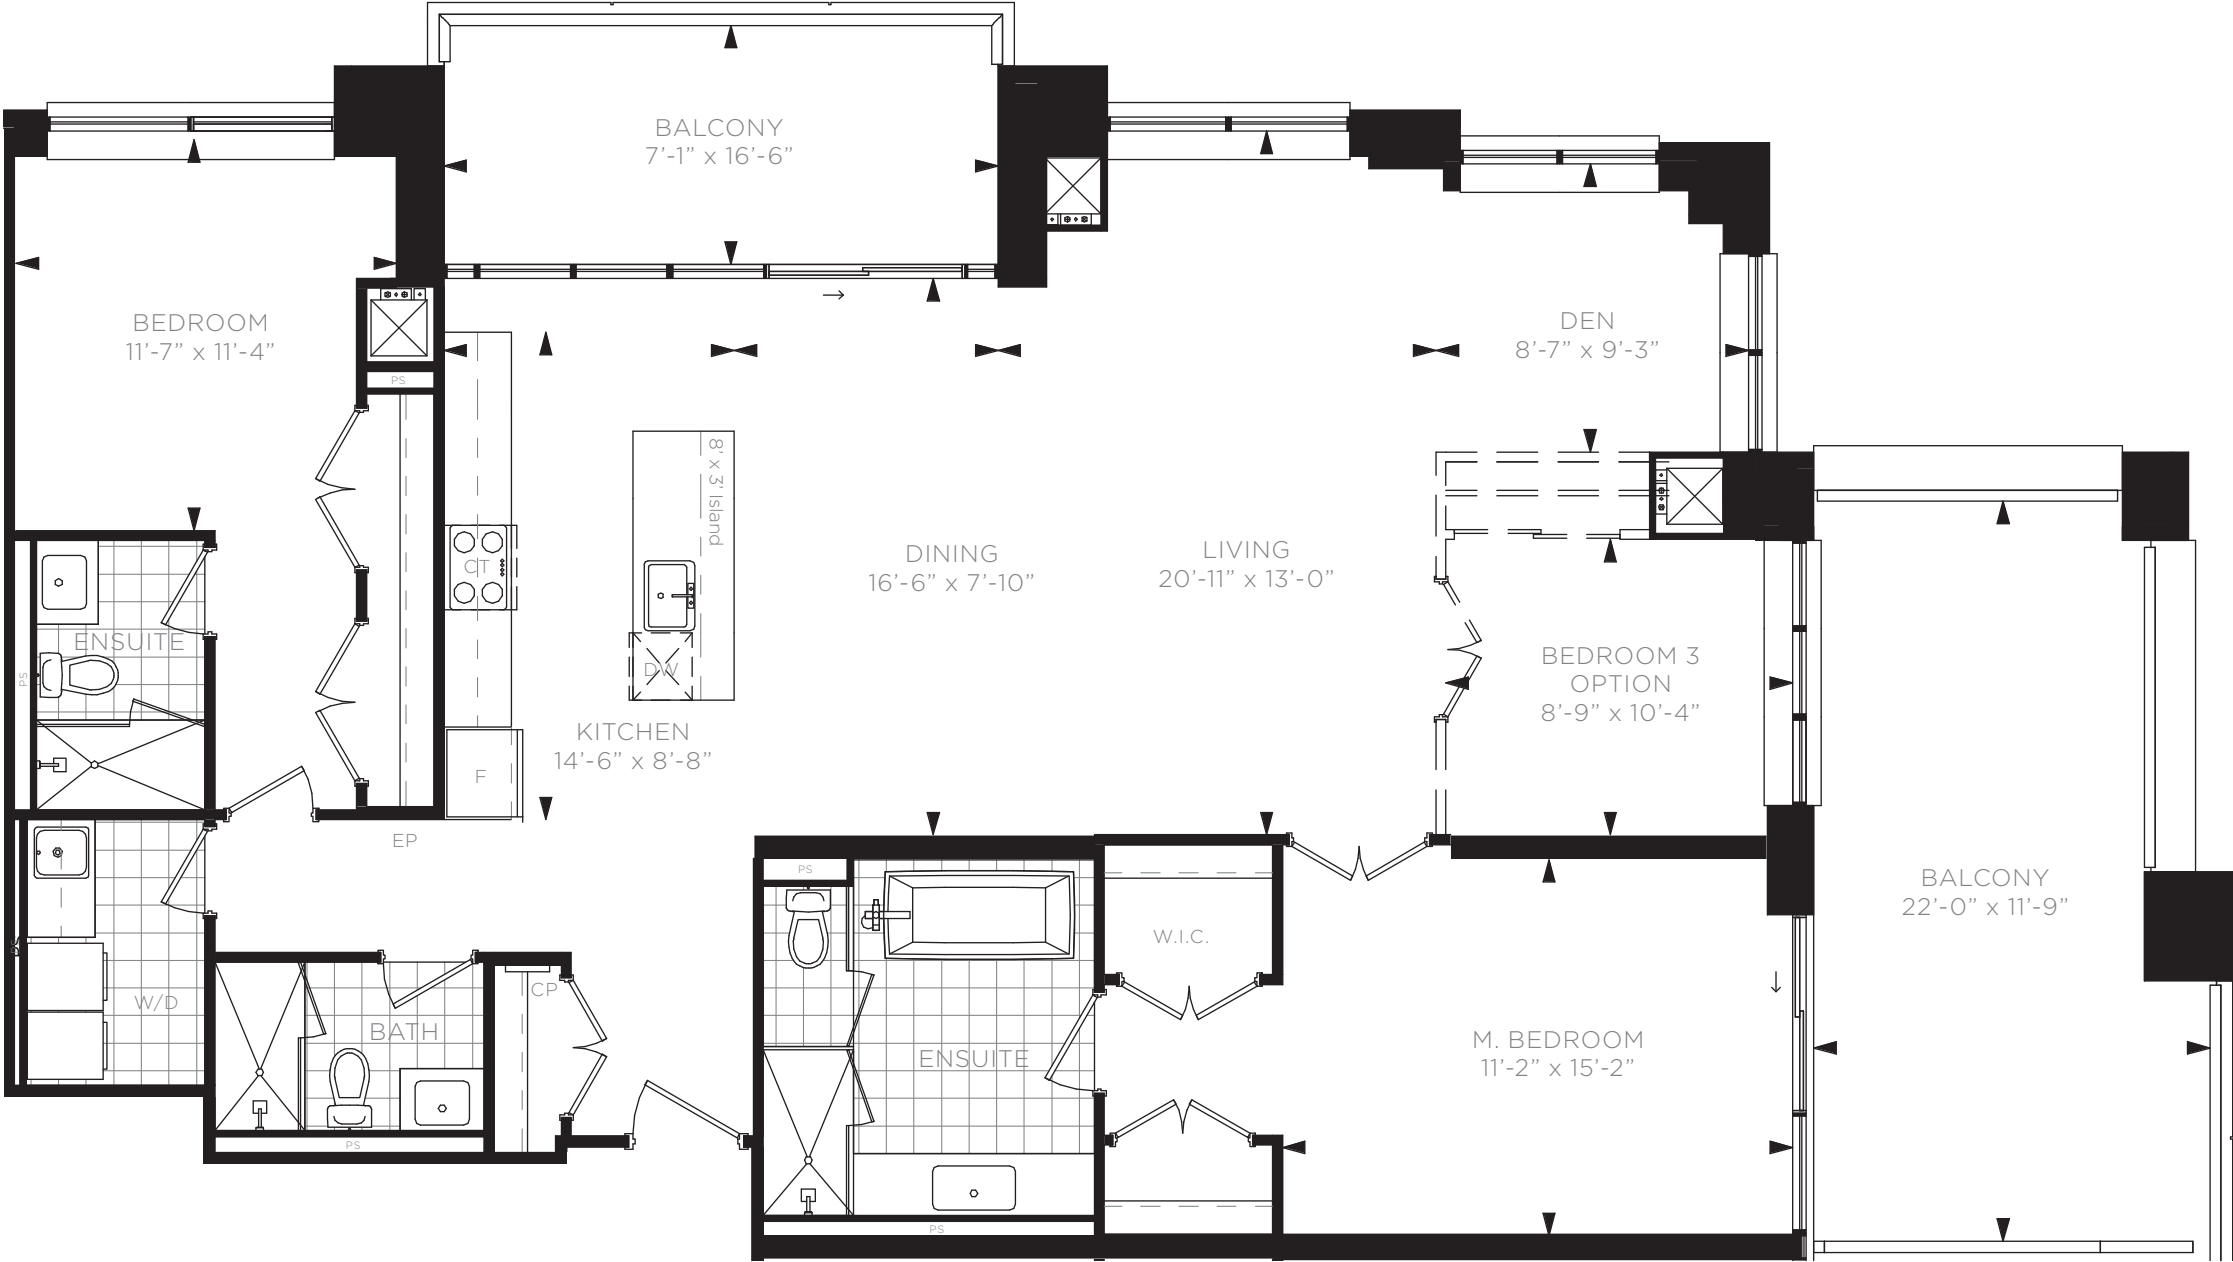 BALCONY
7’-1” x 16’-6”
BEDROOM
11’-7” x 11’-4”
DEN
8’-7” x 9’-3”
PS
8’ x 3’ Island
CT
DINING
16’-6” x 7’-10”
LIVING
20’-11” x 13’-0”
ENSUITE
PS
DW
BEDROOM 3
OPTION
8’-9” x 10’-4”
KITCHEN
14’-6” x 8’-8”
F
EP
PS
BALCONY
22’-0” x 11’-9”
PS
W.I.C.
W/D
CP
BATH
ENSUITE
M. BEDROOM
11’-2” x 15’-2”
PS
PS